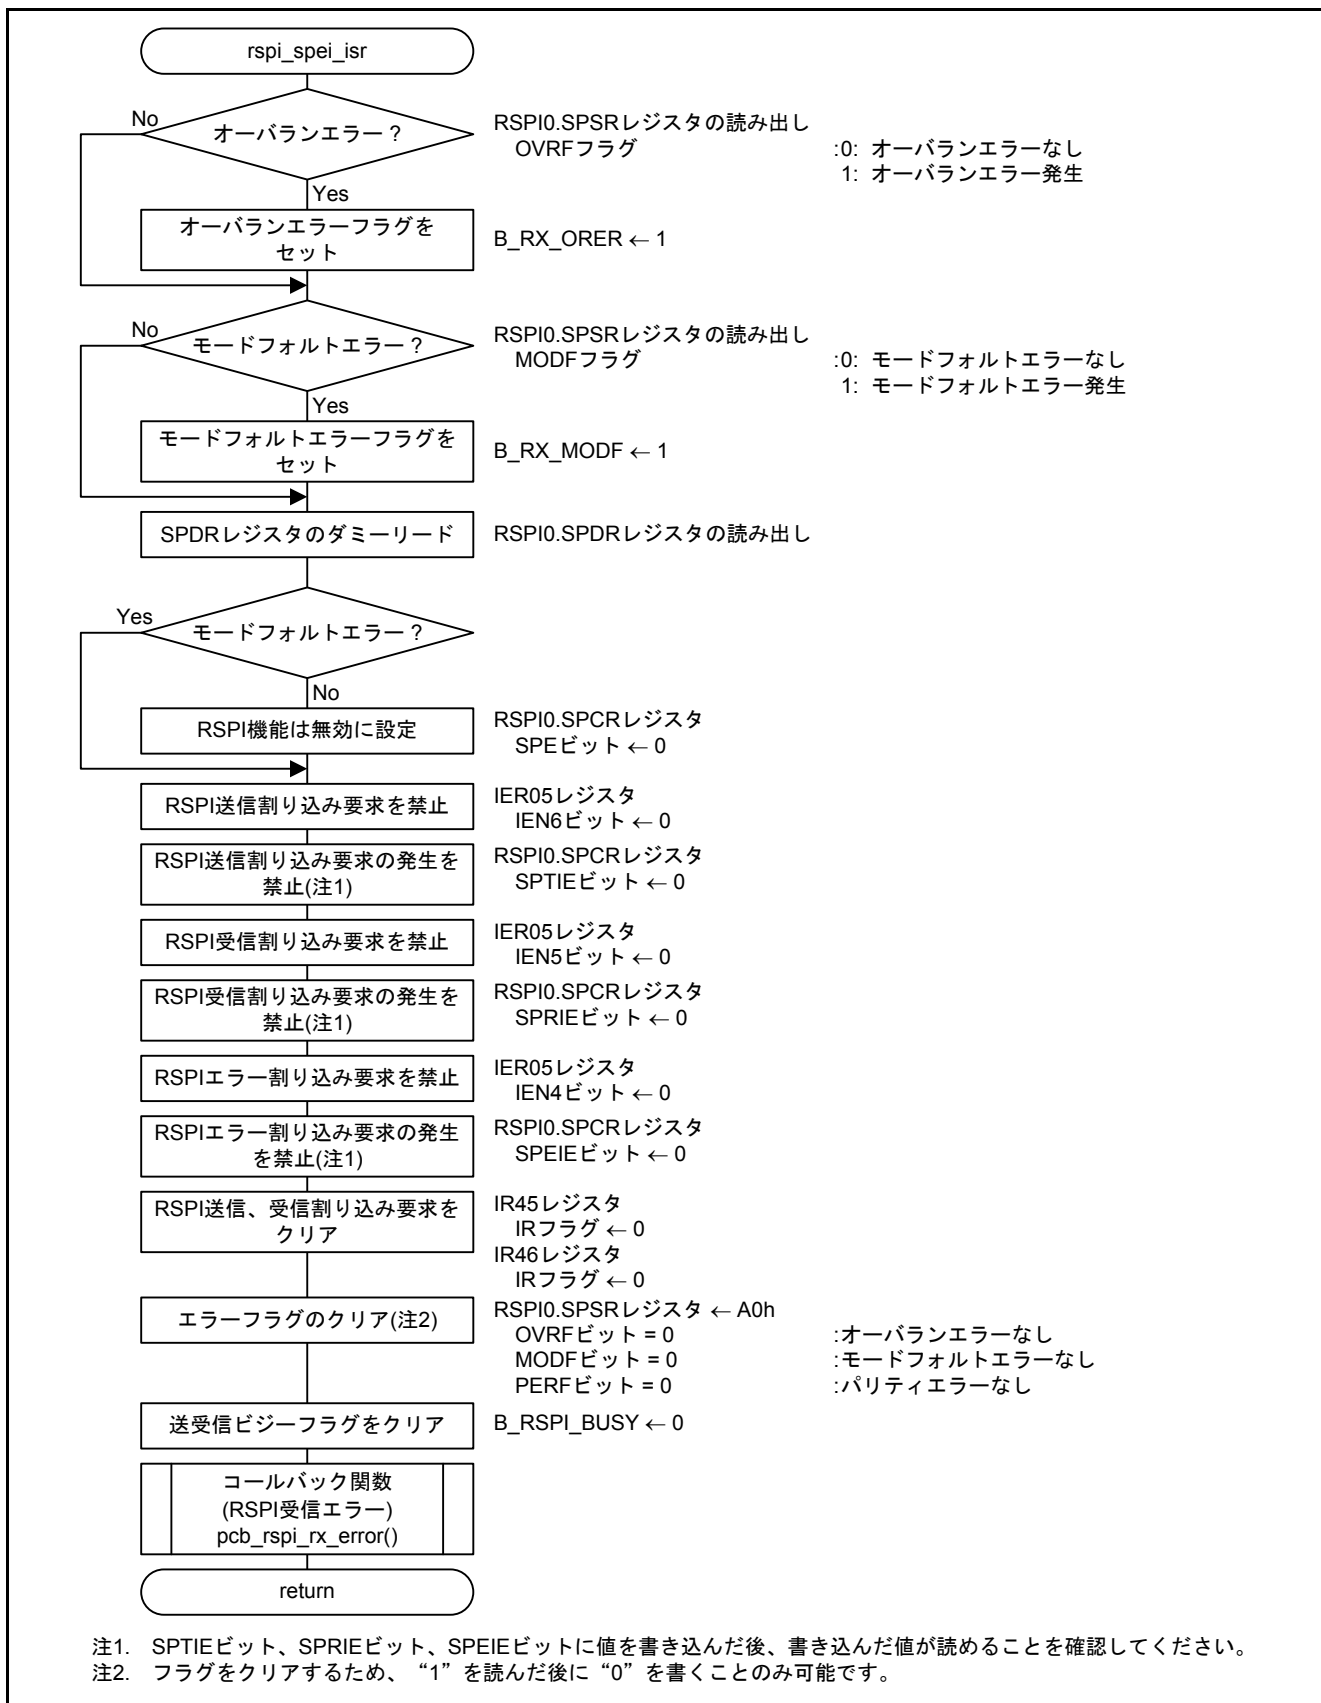 rspi_spei_isr
No
オーバランエラー？
RSPI0.SPSRレジスタの読み出し
OVRFフラグ :0: オーバランエラーなし
1: オーバランエラー発生
Yes
オーバランエラーフラグを
セット
B_RX_ORER ← 1
No
モードフォルトエラー？
RSPI0.SPSRレジスタの読み出し
MODFフラグ :0: モードフォルトエラーなし
1: モードフォルトエラー発生
Yes
モードフォルトエラーフラグを
セット
B_RX_MODF ← 1
SPDRレジスタのダミーリード
RSPI0.SPDRレジスタの読み出し
Yes
モードフォルトエラー？
No
RSPI機能は無効に設定
RSPI0.SPCRレジスタ
SPEビット ← 0
RSPI送信割り込み要求を禁止
IER05レジスタ
IEN6ビット ← 0
RSPI送信割り込み要求の発生を
禁止(注1)
RSPI0.SPCRレジスタ
SPTIEビット ← 0
RSPI受信割り込み要求を禁止
IER05レジスタ
IEN5ビット ← 0
RSPI受信割り込み要求の発生を
禁止(注1)
RSPI0.SPCRレジスタ
SPRIEビット ← 0
RSPIエラー割り込み要求を禁止
IER05レジスタ
IEN4ビット ← 0
RSPIエラー割り込み要求の発生
を禁止(注1)
RSPI0.SPCRレジスタ
SPEIEビット ← 0
RSPI送信、受信割り込み要求を
クリア
IR45レジスタ
IRフラグ ← 0
IR46レジスタ
IRフラグ ← 0
エラーフラグのクリア(注2)
RSPI0.SPSRレジスタ ← A0h
OVRFビット = 0 :オーバランエラーなし
MODFビット = 0 :モードフォルトエラーなし
PERFビット = 0 :パリティエラーなし
送受信ビジーフラグをクリア
B_RSPI_BUSY ← 0
コールバック関数
(RSPI受信エラー)
pcb_rspi_rx_error()
return
注1. SPTIEビット、SPRIEビット、SPEIEビットに値を書き込んだ後、書き込んだ値が読めることを確認してください。
注2. フラグをクリアするため、“1”を読んだ後に“0”を書くことのみ可能です。